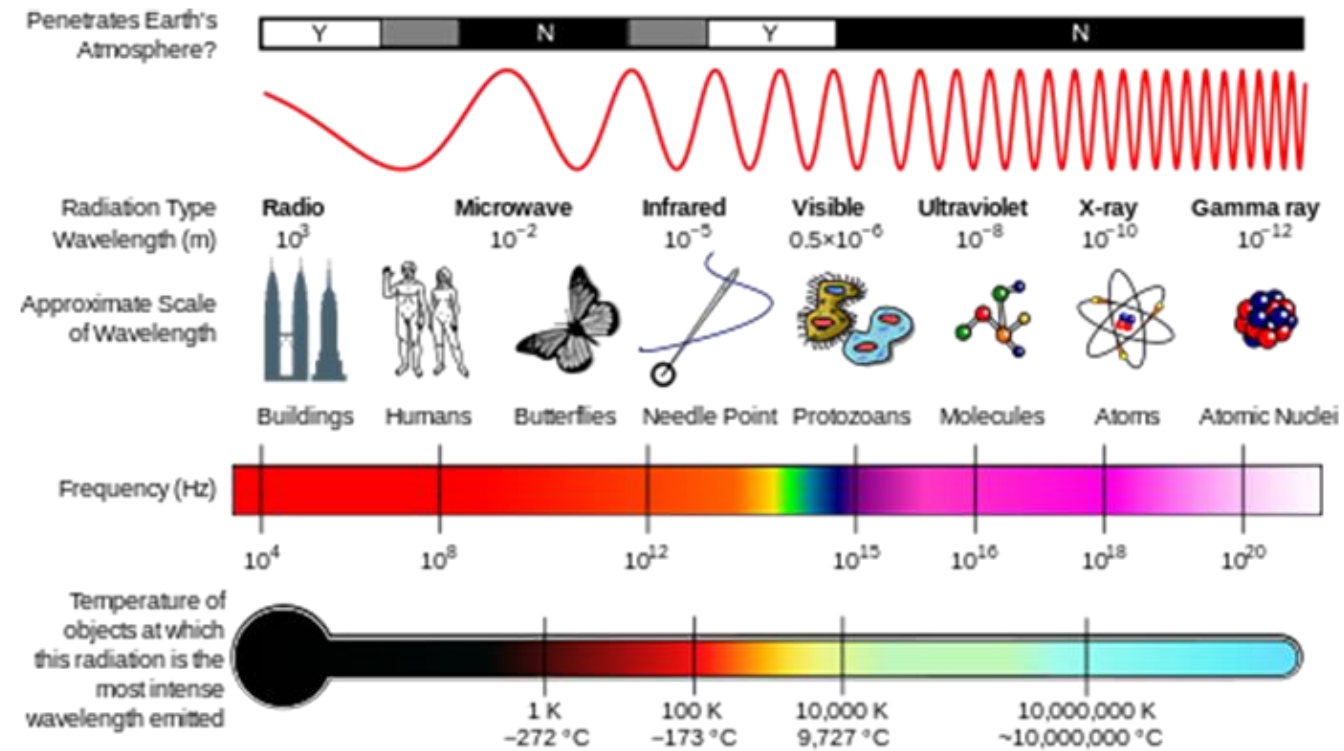 Penetrates Earth's
Atmosphere?
Y N Y N
Radiation Type
Radio Microwave Infrared Visible Ultraviolet X-ray Gamma ray
Wavelength (m)
10³ 10⁻² 10⁻⁵ 0.5×10⁻⁶ 10⁻⁸ 10⁻¹⁰ 10⁻¹²
Approximate Scale
of Wavelength
Buildings Humans Butterflies Needle Point Protozoans Molecules Atoms Atomic Nuclei
Frequency (Hz)
10⁴ 10⁸ 10¹² 10¹⁵ 10¹⁶ 10¹⁸ 10²⁰
Temperature of
objects at which
this radiation is the
most intense
wavelength emitted
1 K 100 K 10,000 K 10,000,000 K
−272 °C −173 °C 9,727 °C ~10,000,000 °C